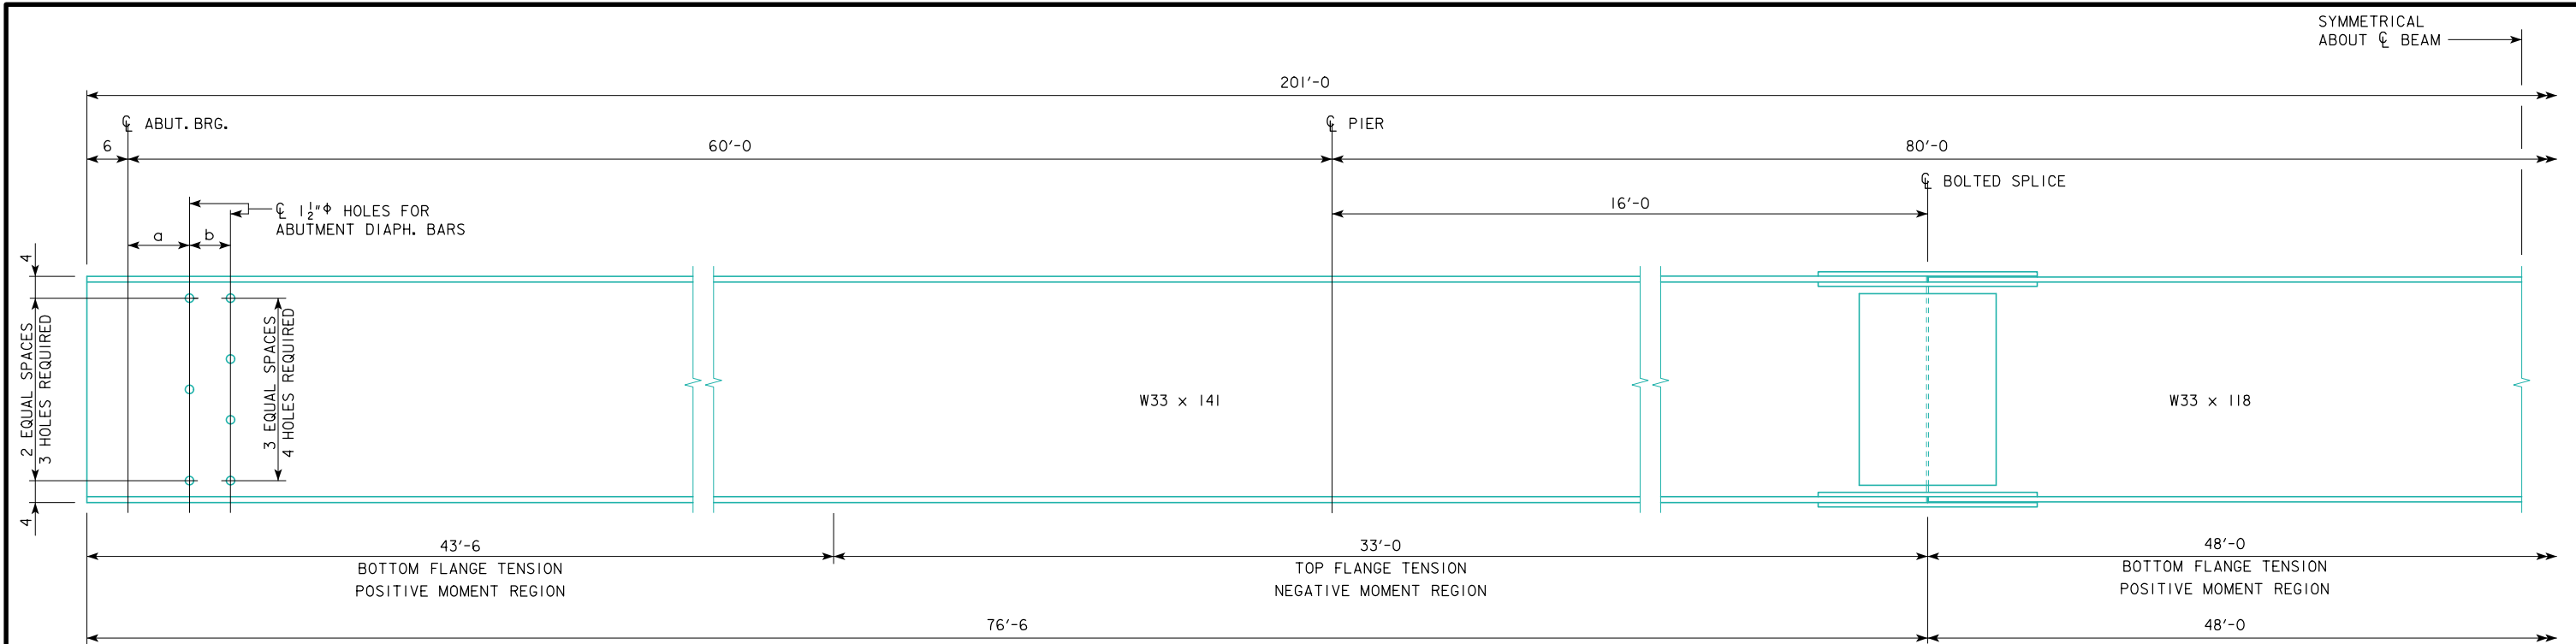 SYMMETRICAL
ABOUT ℄ BEAM
201'-0
℄ ABUT. BRG.
℄ PIER
6
60'-0
80'-0
℄ BOLTED SPLICE
℄ 1 1/2"Φ HOLES FOR
ABUTMENT DIAPH. BARS
16'-0
a
b
4
2 EQUAL SPACES
3 HOLES REQUIRED
3 EQUAL SPACES
4 HOLES REQUIRED
4
W33 x 141
W33 x 118
43'-6
BOTTOM FLANGE TENSION
POSITIVE MOMENT REGION
33'-0
TOP FLANGE TENSION
NEGATIVE MOMENT REGION
48'-0
BOTTOM FLANGE TENSION
POSITIVE MOMENT REGION
76'-6
48'-0